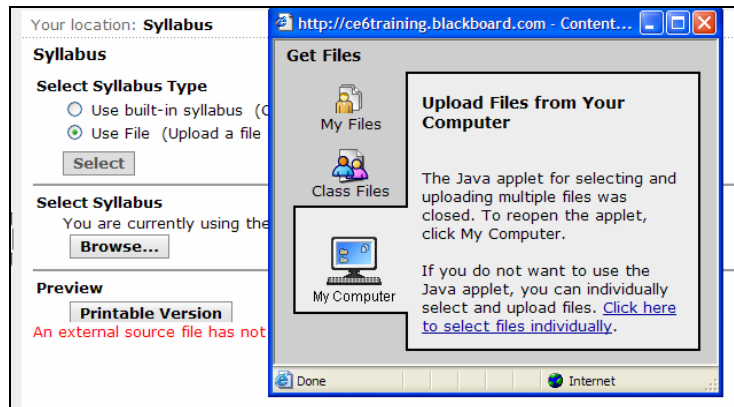 Your location: Syllabus
Syllabus
Select Syllabus Type
Use built-in syllabus (
Use File (Upload a file
Select
Select Syllabus
You are currently using the
Browse...
Preview
Printable Version
An external source file has not
http://ce6training.blackboard.com - Content...
Get Files
My Files
Class Files
My Computer
Upload Files from Your
Computer
The Java applet for selecting and
uploading multiple files was
closed. To reopen the applet,
click My Computer.
If you do not want to use the
Java applet, you can individually
select and upload files. Click here
to select files individually.
Done
Internet